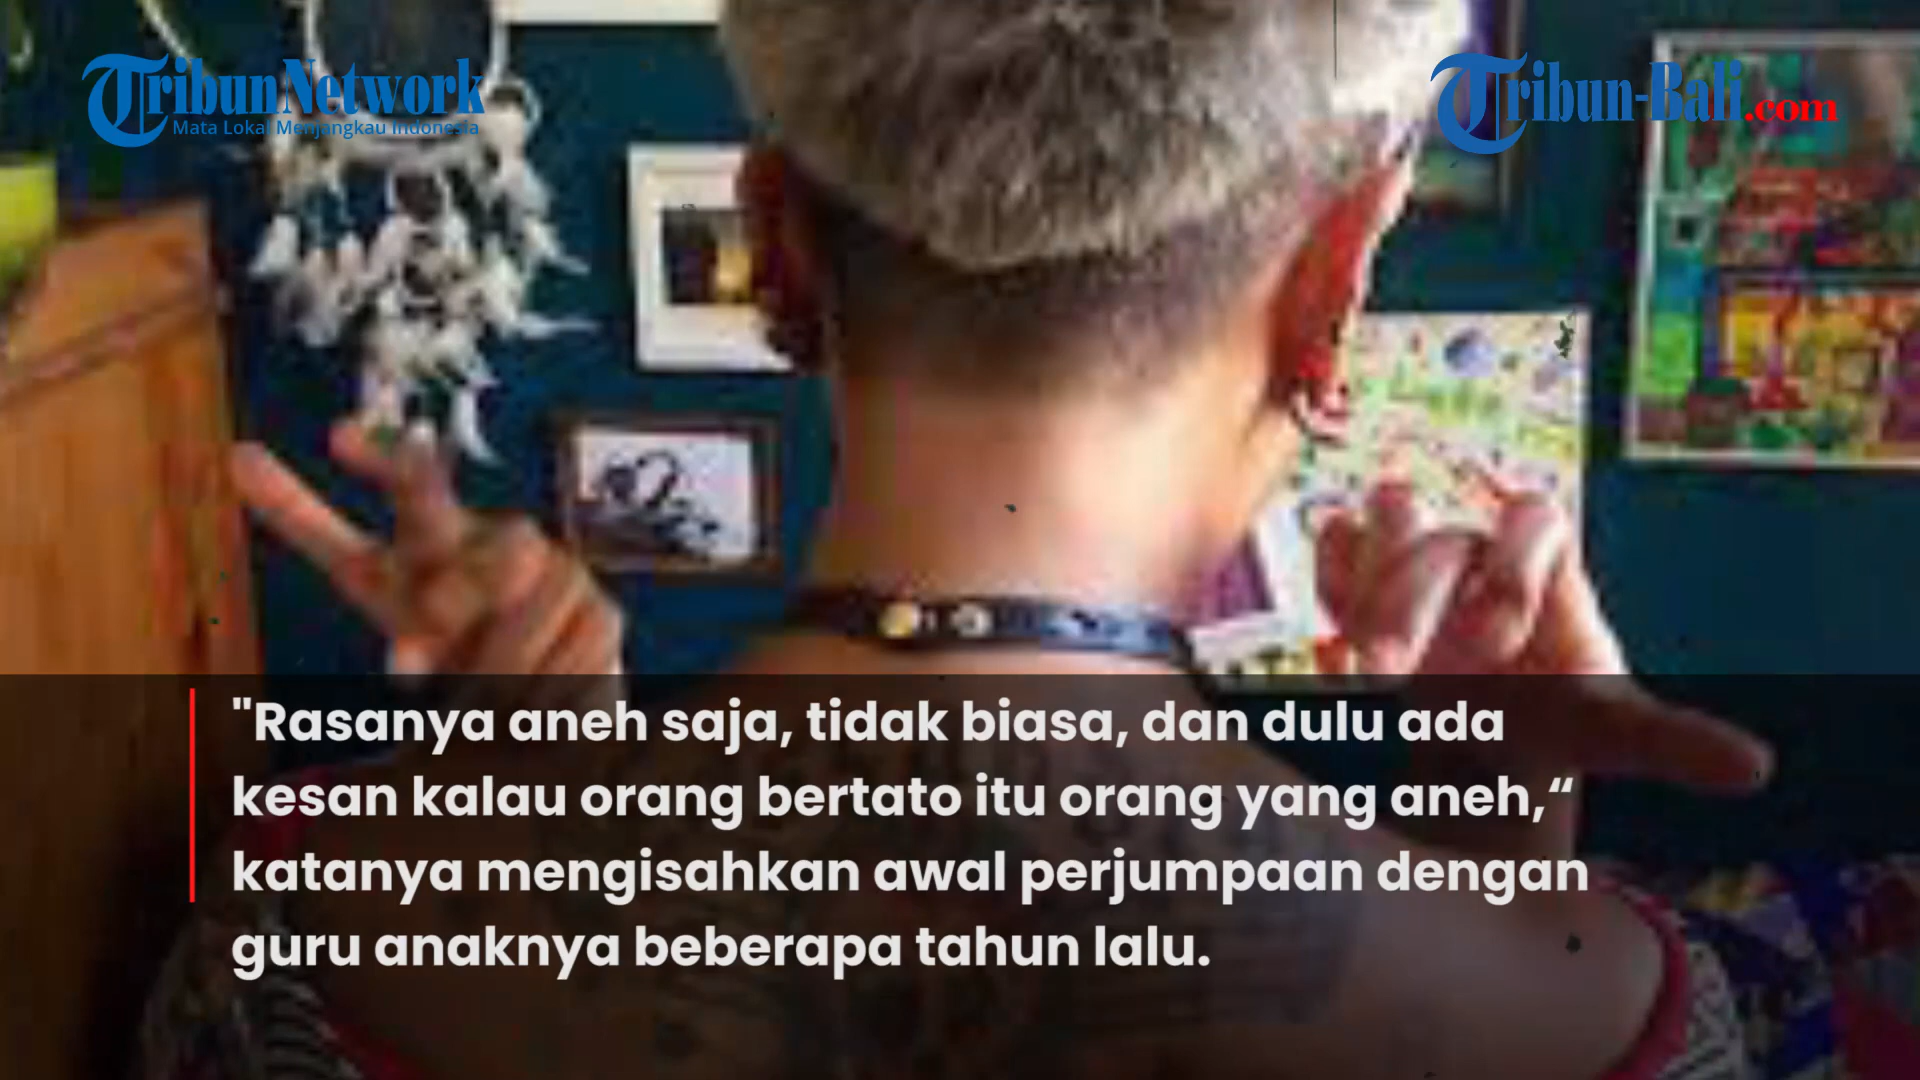 TribunNetwork
Mata Lokal Menjangkau Indonesia
Tribun-Bali.com
"Rasanya aneh saja, tidak biasa, dan dulu ada
kesan kalau orang bertato itu orang yang aneh,“
katanya mengisahkan awal perjumpaan dengan
guru anaknya beberapa tahun lalu.